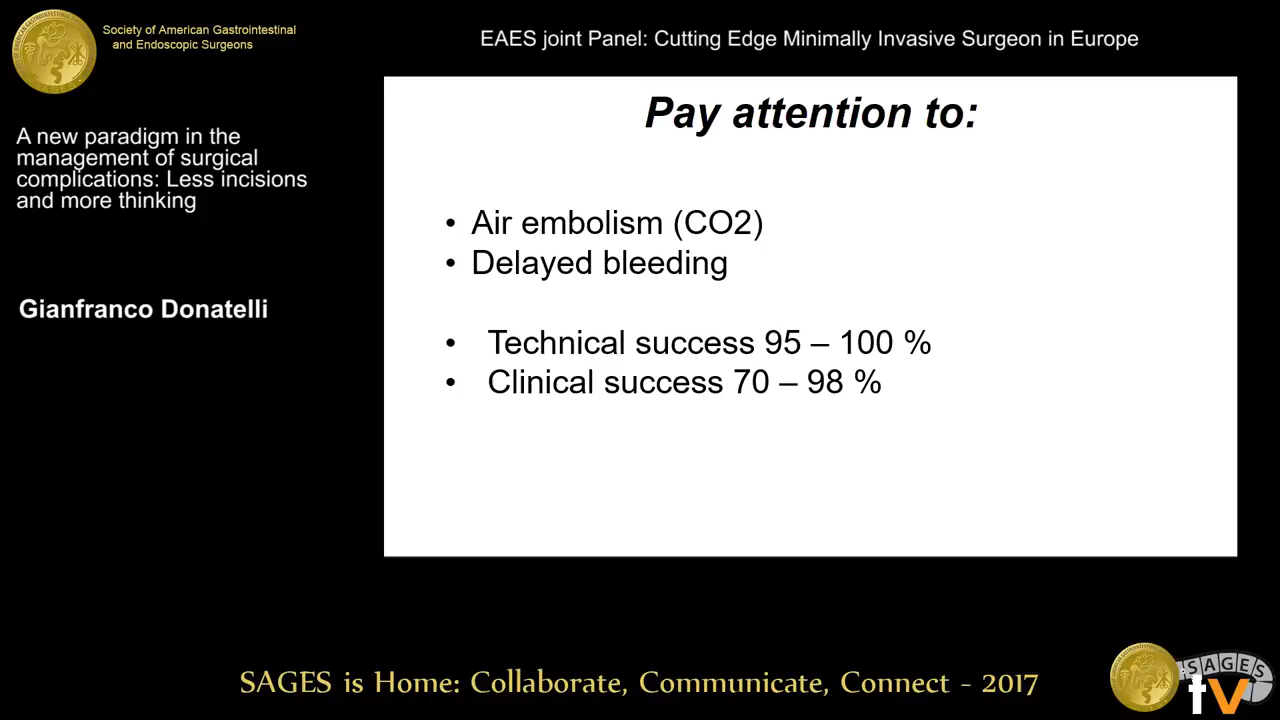 Society of American Gastrointestinal
and Endoscopic Surgeons
EAES joint Panel: Cutting Edge Minimally Invasive Surgeon in Europe
A new paradigm in the
management of surgical
complications: Less incisions
and more thinking
Gianfranco Donatelli
Pay attention to:
• Air embolism (CO2)
• Delayed bleeding
• Technical success 95 – 100 %
• Clinical success 70 – 98 %
SAGES is Home: Collaborate, Communicate, Connect - 2017
SAGES
tv